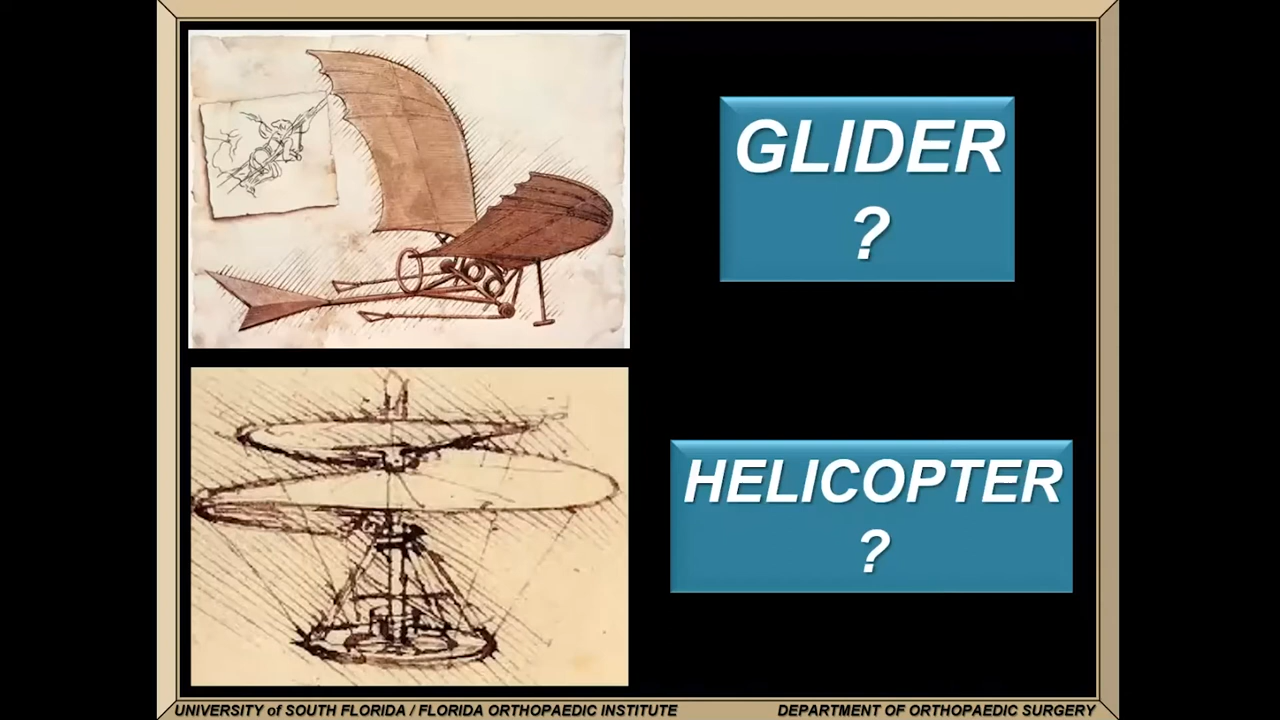 GLIDER
?
HELICOPTER
?
UNIVERSITY of SOUTH FLORIDA / FLORIDA ORTHOPAEDIC INSTITUTE
DEPARTMENT OF ORTHOPAEDIC SURGERY